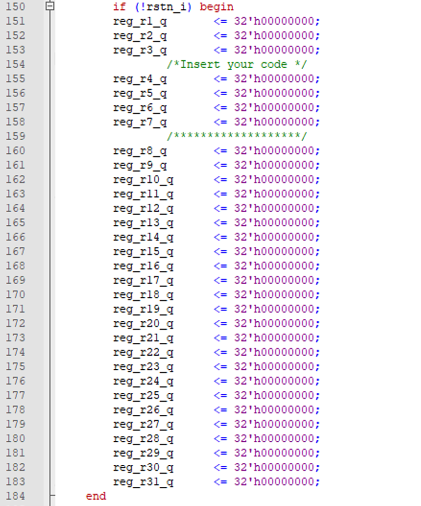 150 if (!rstn_i) begin
151 reg_r1_q <= 32'h00000000;
152 reg_r2_q <= 32'h00000000;
153 reg_r3_q <= 32'h00000000;
154 /*Insert your code */
155 reg_r4_q <= 32'h00000000;
156 reg_r5_q <= 32'h00000000;
157 reg_r6_q <= 32'h00000000;
158 reg_r7_q <= 32'h00000000;
159 /*******************/
160 reg_r8_q <= 32'h00000000;
161 reg_r9_q <= 32'h00000000;
162 reg_r10_q <= 32'h00000000;
163 reg_r11_q <= 32'h00000000;
164 reg_r12_q <= 32'h00000000;
165 reg_r13_q <= 32'h00000000;
166 reg_r14_q <= 32'h00000000;
167 reg_r15_q <= 32'h00000000;
168 reg_r16_q <= 32'h00000000;
169 reg_r17_q <= 32'h00000000;
170 reg_r18_q <= 32'h00000000;
171 reg_r19_q <= 32'h00000000;
172 reg_r20_q <= 32'h00000000;
173 reg_r21_q <= 32'h00000000;
174 reg_r22_q <= 32'h00000000;
175 reg_r23_q <= 32'h00000000;
176 reg_r24_q <= 32'h00000000;
177 reg_r25_q <= 32'h00000000;
178 reg_r26_q <= 32'h00000000;
179 reg_r27_q <= 32'h00000000;
180 reg_r28_q <= 32'h00000000;
181 reg_r29_q <= 32'h00000000;
182 reg_r30_q <= 32'h00000000;
183 reg_r31_q <= 32'h00000000;
184 end